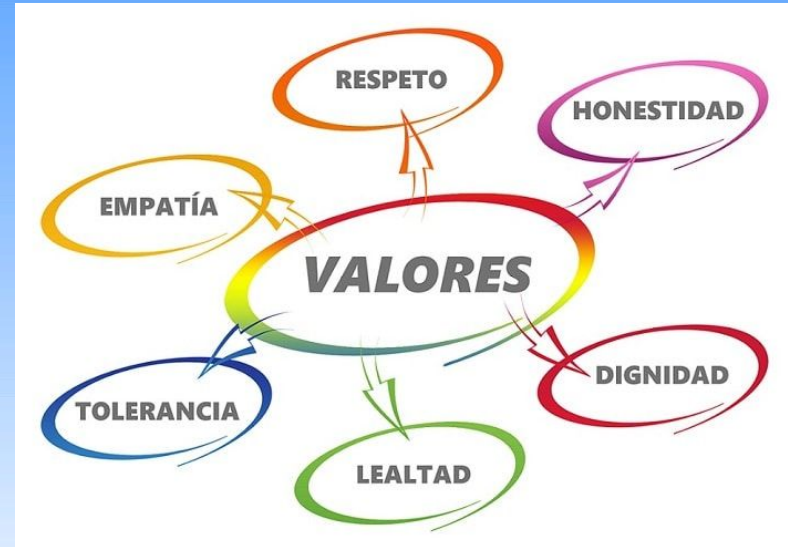 RESPETO
HONESTIDAD
EMPATÍA
VALORES
DIGNIDAD
TOLERANCIA
LEALTAD